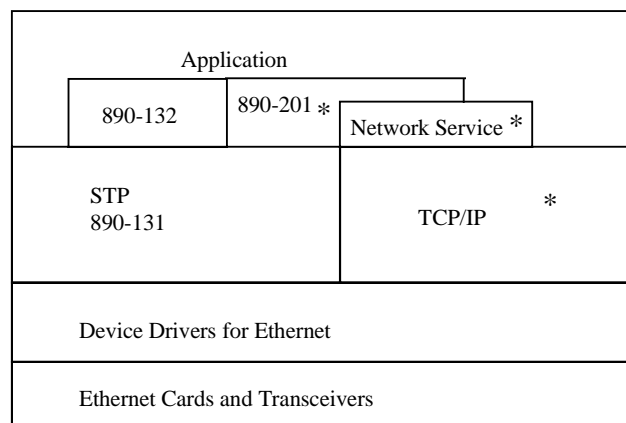 Application
890-132
890-201 *
Network Service *
STP
890-131
TCP/IP *
Device Drivers for Ethernet
Ethernet Cards and Transceivers